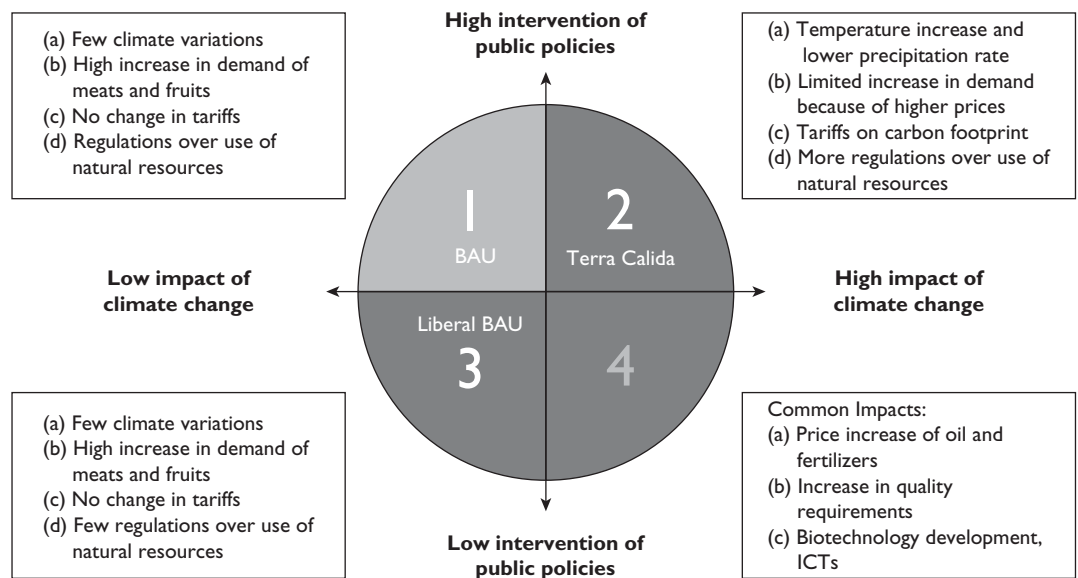 High intervention of
public policies
(a) Few climate variations
(b) High increase in demand of
meats and fruits
(c) No change in tariffs
(d) Regulations over use of
natural resources
(a) Temperature increase and
lower precipitation rate
(b) Limited increase in demand
because of higher prices
(c) Tariffs on carbon footprint
(d) More regulations over use of
natural resources
1
BAU
2
Terra Calida
Low impact of
climate change
High impact of
climate change
Liberal BAU
3
4
(a) Few climate variations
(b) High increase in demand of
meats and fruits
(c) No change in tariffs
(d) Few regulations over use of
natural resources
Common Impacts:
(a) Price increase of oil and
fertilizers
(b) Increase in quality
requirements
(c) Biotechnology development,
ICTs
Low intervention of
public policies